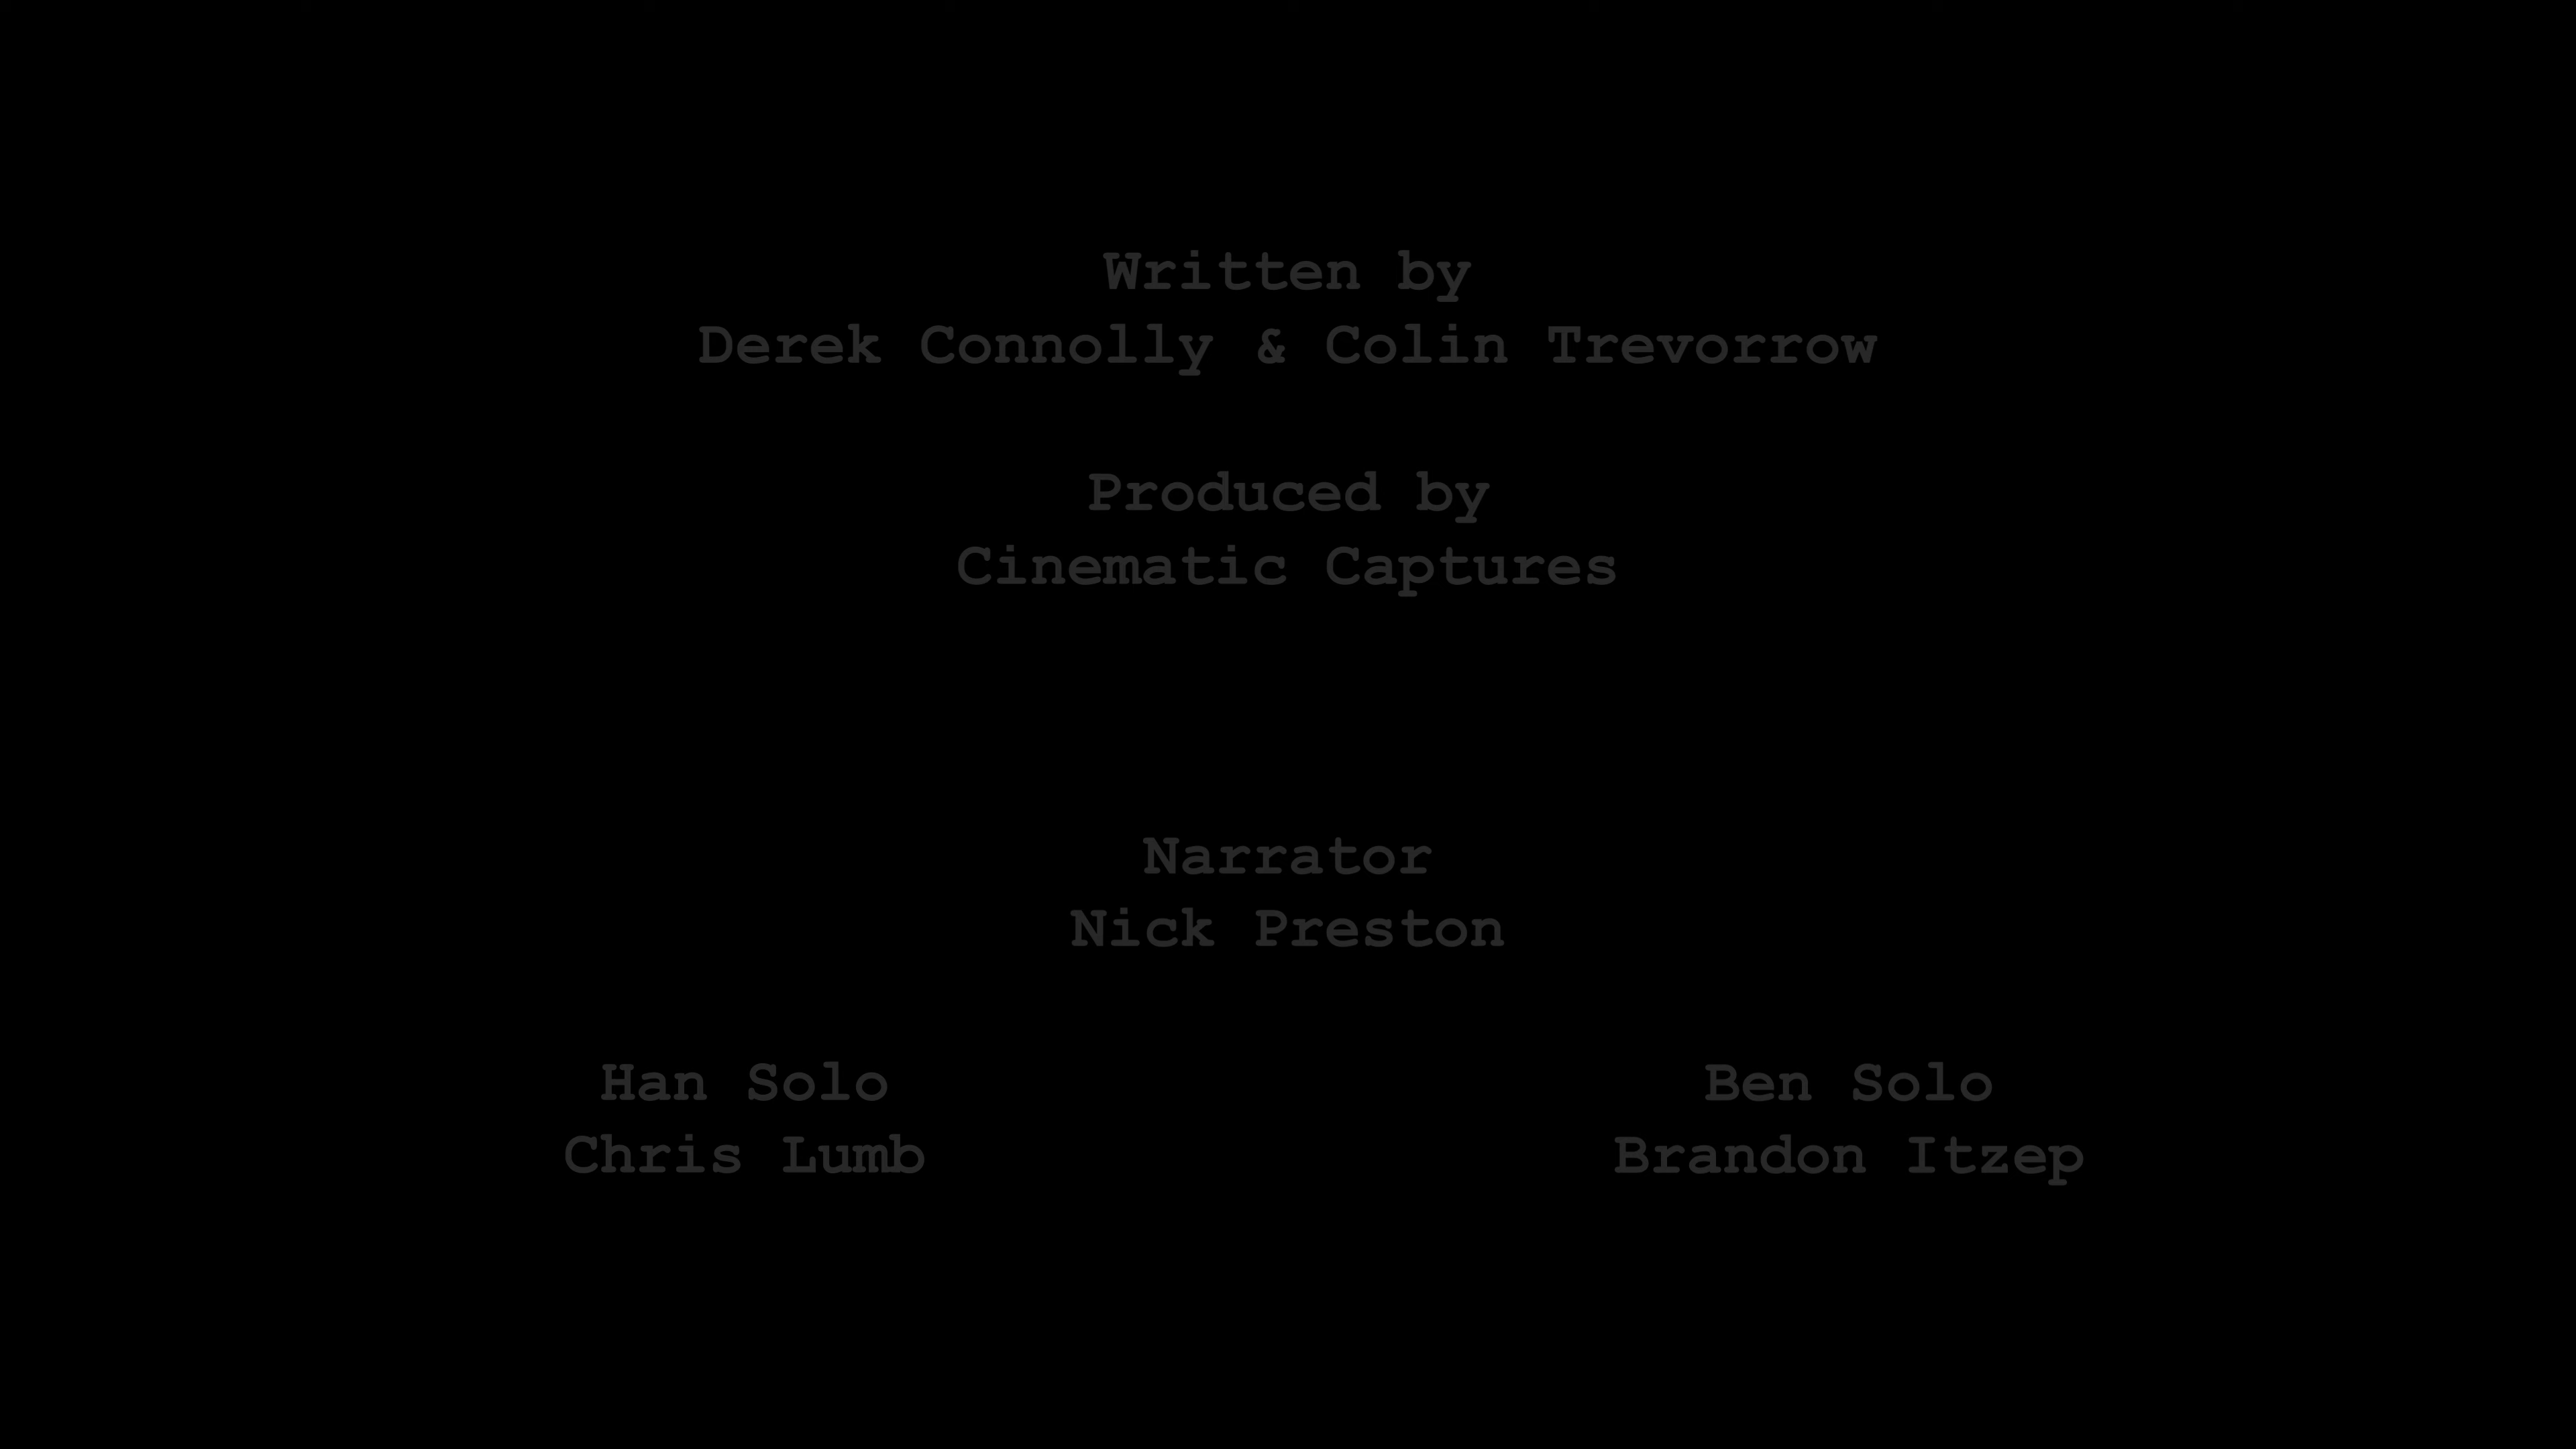 Written by
Derek Connolly & Colin Trevorrow
Produced by
Cinematic Captures
Narrator
Nick Preston
Han Solo
Chris Lumb
Ben Solo
Brandon Itzep